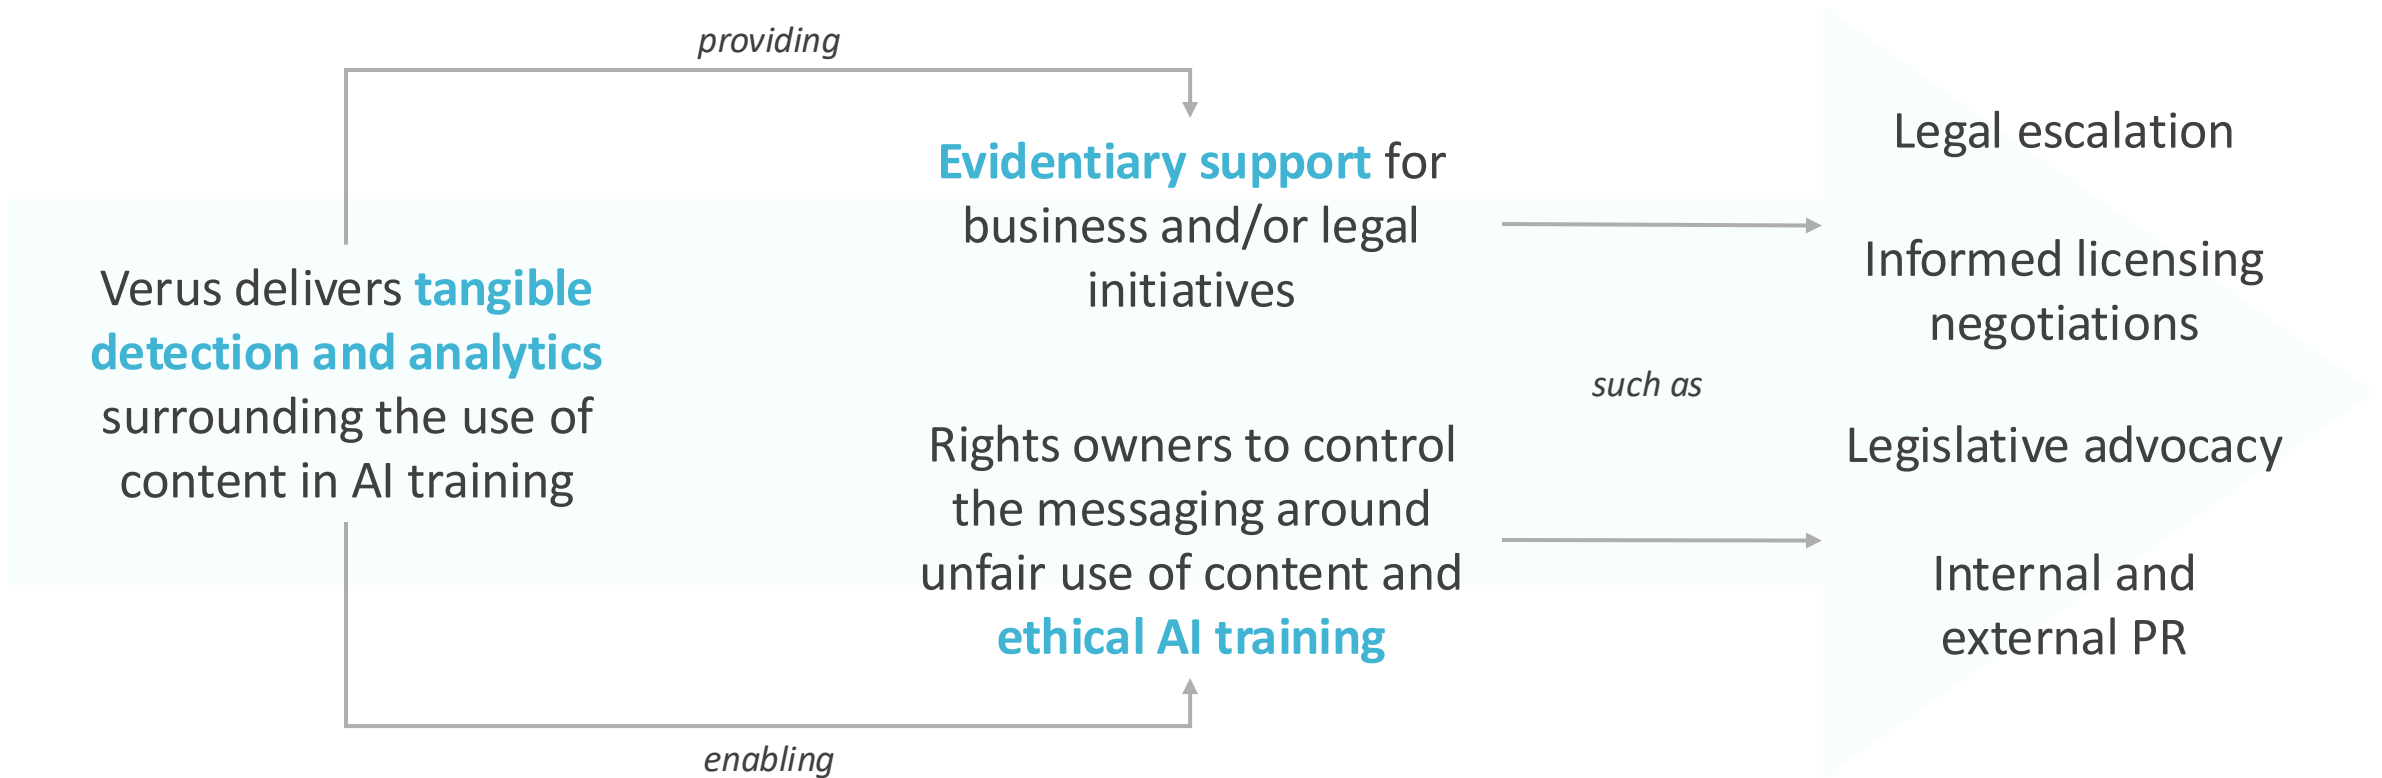 providing
Verus delivers tangible
detection and analytics
surrounding the use of
content in AI training
enabling
Evidentiary support for
business and/or legal
initiatives
Rights owners to control
the messaging around
unfair use of content and
ethical AI training
such as
Legal escalation
Informed licensing
negotiations
Legislative advocacy
Internal and
external PR